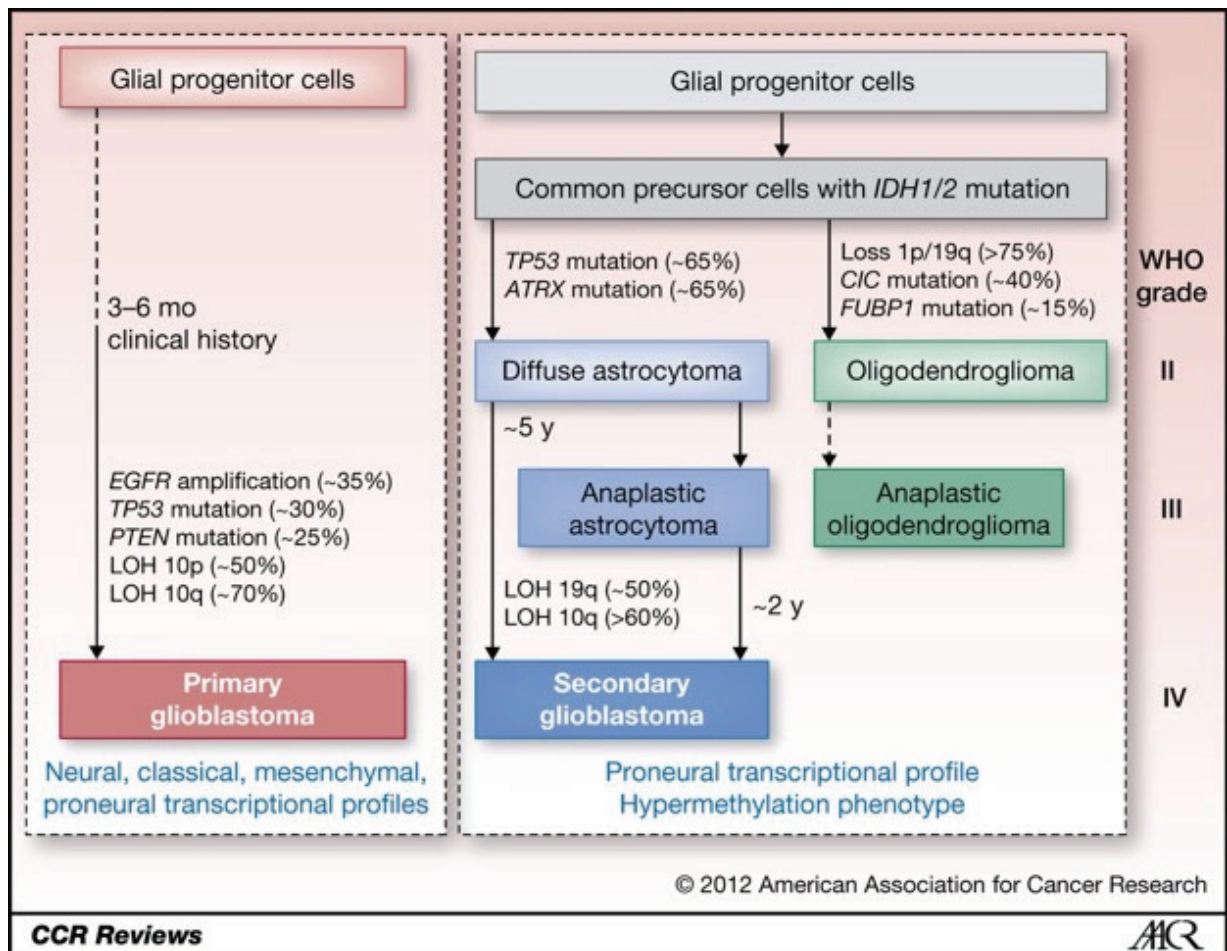 Glial progenitor cells
3–6 mo
clinical history
EGFR amplification (~35%)
TP53 mutation (~30%)
PTEN mutation (~25%)
LOH 10p (~50%)
LOH 10q (~70%)
Primary
glioblastoma
Neural, classical, mesenchymal,
proneural transcriptional profiles
Glial progenitor cells
Common precursor cells with IDH1/2 mutation
TP53 mutation (~65%)
ATRX mutation (~65%)
Loss 1p/19q (>75%)
CIC mutation (~40%)
FUBP1 mutation (~15%)
Diffuse astrocytoma
Oligodendroglioma
~5 y
Anaplastic
astrocytoma
Anaplastic
oligodendroglioma
LOH 19q (~50%)
LOH 10q (>60%)
~2 y
Secondary
glioblastoma
Proneural transcriptional profile
Hypermethylation phenotype
WHO
grade
II
III
IV
© 2012 American Association for Cancer Research
CCR Reviews
AACR